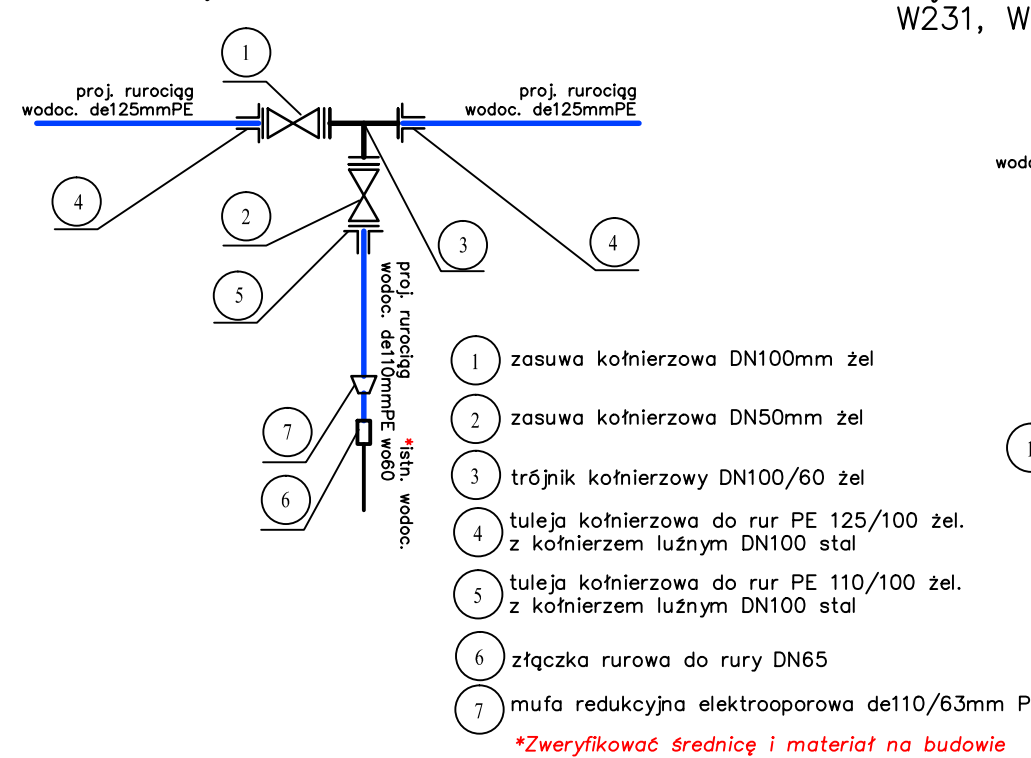 W231, W
proj. rurociąg
wodoc. de125mmPE
proj. rurociąg
wodoc. de125mmPE
1
4
2
3
4
5
proj. rurociąg
wodoc. de110mmPE wo60
*istn. wodoc.
7
6
1 zasuwa kołnierzowa DN100mm żel
2 zasuwa kołnierzowa DN50mm żel
3 trójnik kołnierzowy DN100/60 żel
4 tuleja kołnierzowa do rur PE 125/100 żel.
z kołnierzem luźnym DN100 stal
5 tuleja kołnierzowa do rur PE 110/100 żel.
z kołnierzem luźnym DN100 stal
6 złączka rurowa do rury DN65
7 mufa redukcyjna elektrooporowa de110/63mm P
*Zweryfikować średnicę i materiał na budowie